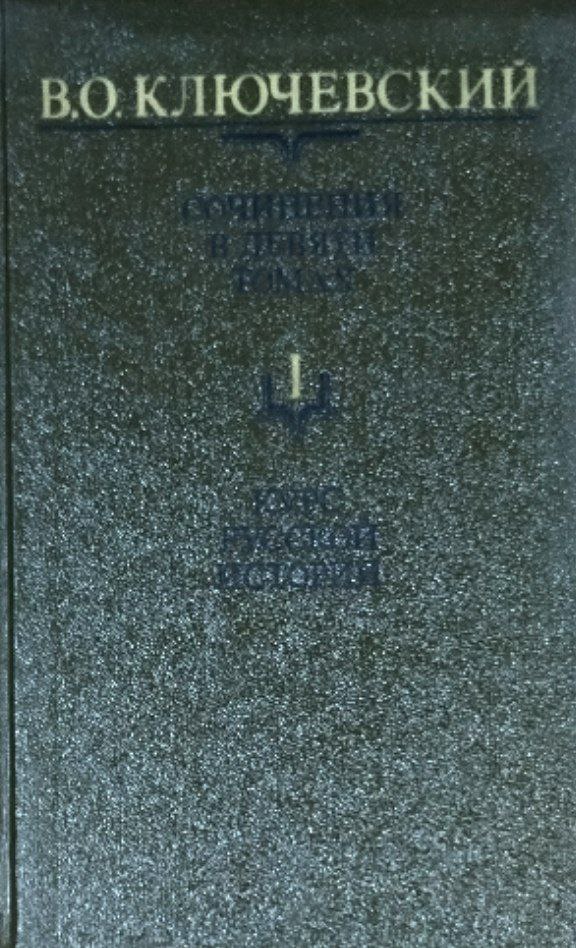 В.О. КЛЮЧЕВСКИЙ
СОЧИНЕНИЯ
В ДЕВЯТИ
ТОМАХ
I
КУРС
РУССКОЙ
ИСТОРИИ